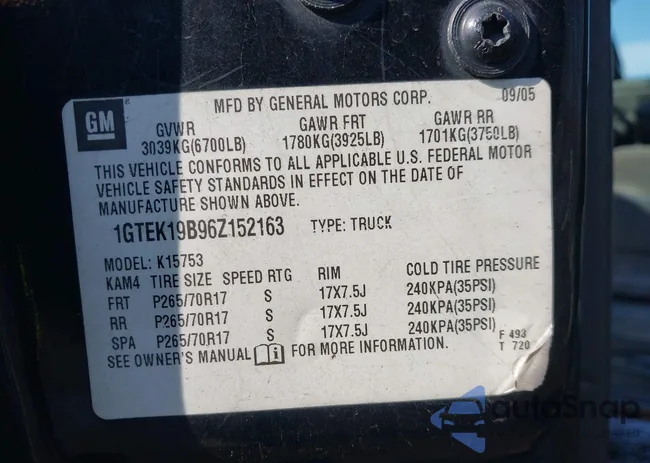 MFD BY GENERAL MOTORS CORP. 09/05
GM
GVWR GAWR FRT GAWR RR
3039KG(6700LB) 1780KG(3925LB) 1701KG(3750LB)
THIS VEHICLE CONFORMS TO ALL APPLICABLE U.S. FEDERAL MOTOR
VEHICLE SAFETY STANDARDS IN EFFECT ON THE DATE OF
MANUFACTURE SHOWN ABOVE.
1GTEK19B96Z152163 TYPE: TRUCK
MODEL: K15753
KAM4 TIRE SIZE SPEED RTG RIM COLD TIRE PRESSURE
FRT P265/70R17 S 17X7.5J 240KPA(35PSI)
RR P265/70R17 S 17X7.5J 240KPA(35PSI)
SPA P265/70R17 S 17X7.5J 240KPA(35PSI)
SEE OWNER'S MANUAL FOR MORE INFORMATION.
F 493
T 720
autoSnap